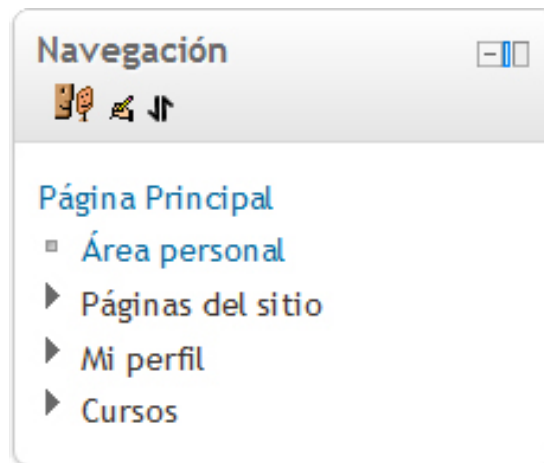 Navegación
Página Principal
Área personal
Páginas del sitio
Mi perfil
Cursos